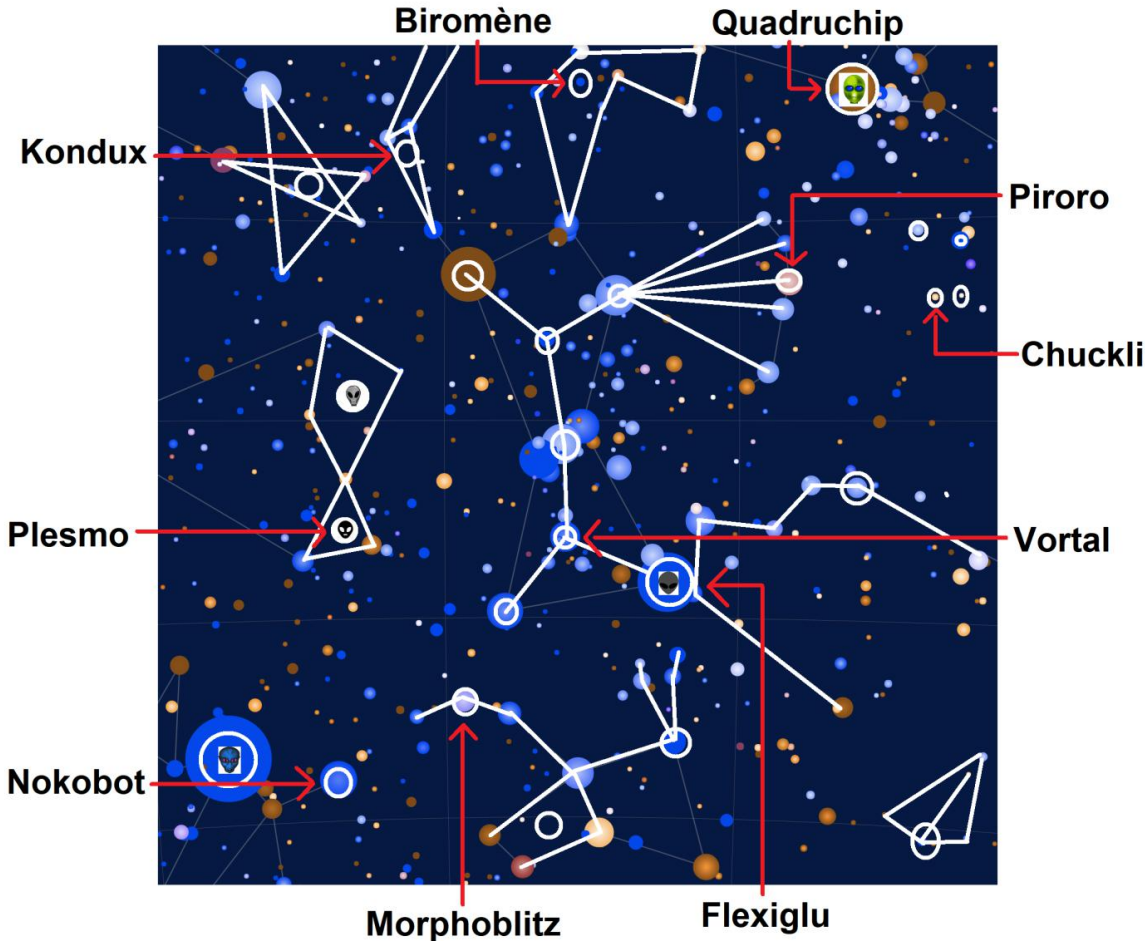 Biromène
Quadruchip
Kondux
Piroro
Chuckli
Plesmo
Vortal
Nokobot
Morphoblitz
Flexiglu